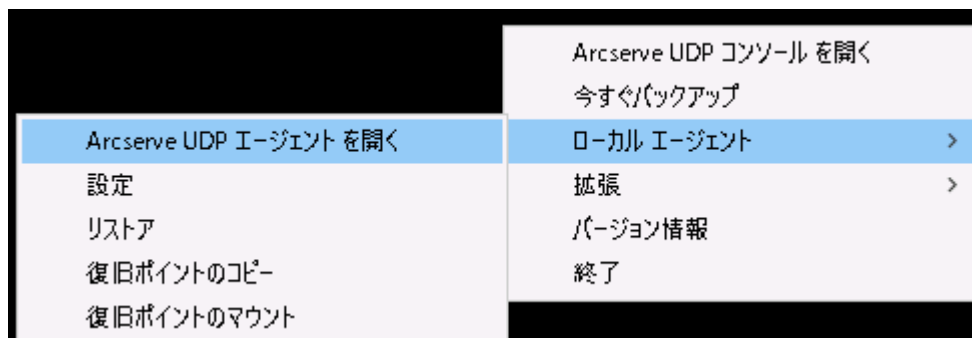 Arcserve UDP コンソール を開く
今すぐバックアップ
ローカル エージェント
拡張
バージョン情報
終了
Arcserve UDP エージェント を開く
設定
リストア
復旧ポイントのコピー
復旧ポイントのマウント